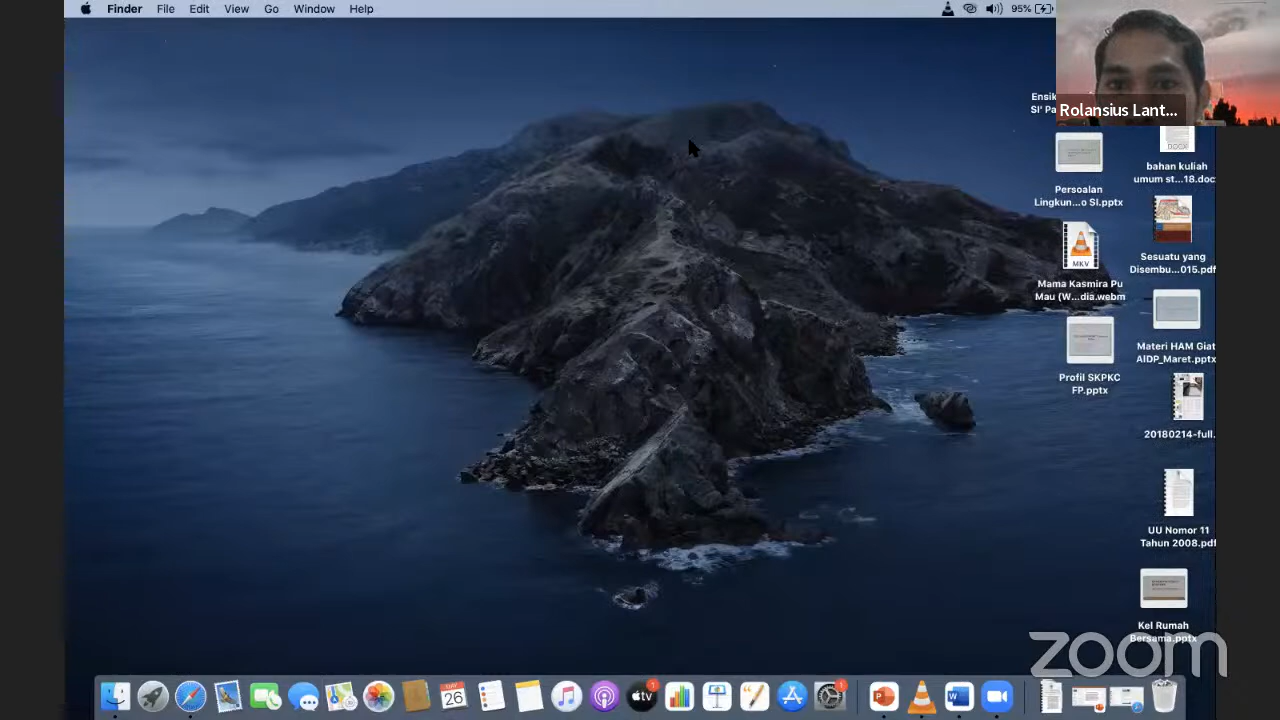 Finder File Edit View Go Window Help
95%
Rolansius Lant...
Ensik
SI' Pa
Persoalan
Lingkun...o SI.pptx
bahan kuliah
umum st...18.doc
Sesuatu yang
Disembu...015.pdf
MKV
Mama Kasmira Pu
Mau (W...dia.webm
Materi HAM Giat
AIDP_Maret.pptx
Profil SKPKC
FP.pptx
20180214-full.
UU Nomor 11
Tahun 2008.pdf
Kel Rumah
Bersama.pptx
zoom
26
tv
1
1